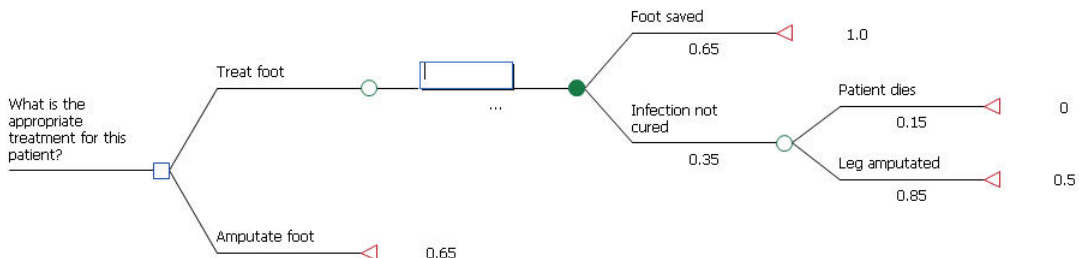 Foot saved
0.65
1.0
Treat foot
...
What is the
appropriate
treatment for this
patient?
Infection not
cured
0.35
Patient dies
0.15
0
Leg amputated
0.85
0.5
Amputate foot
0.65